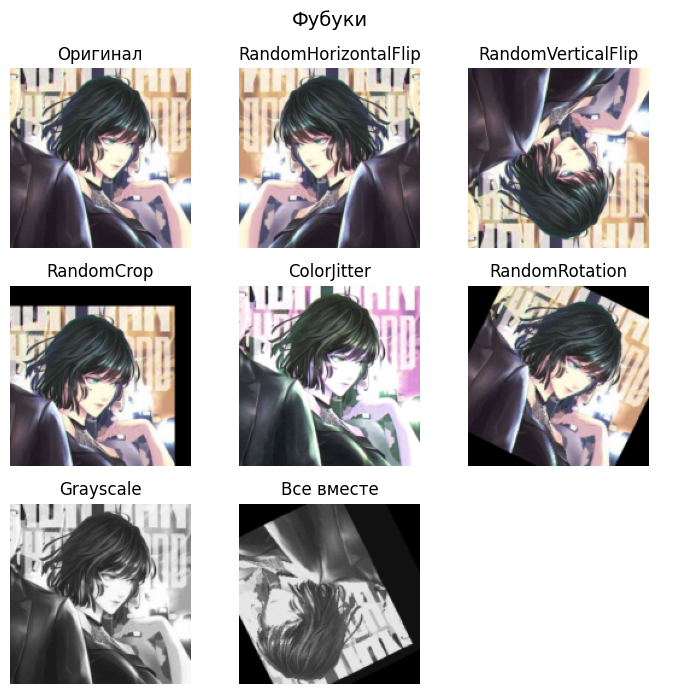 Фубуки
Оригинал
RandomHorizontalFlip
RandomVerticalFlip
RandomCrop
ColorJitter
RandomRotation
Grayscale
Все вместе